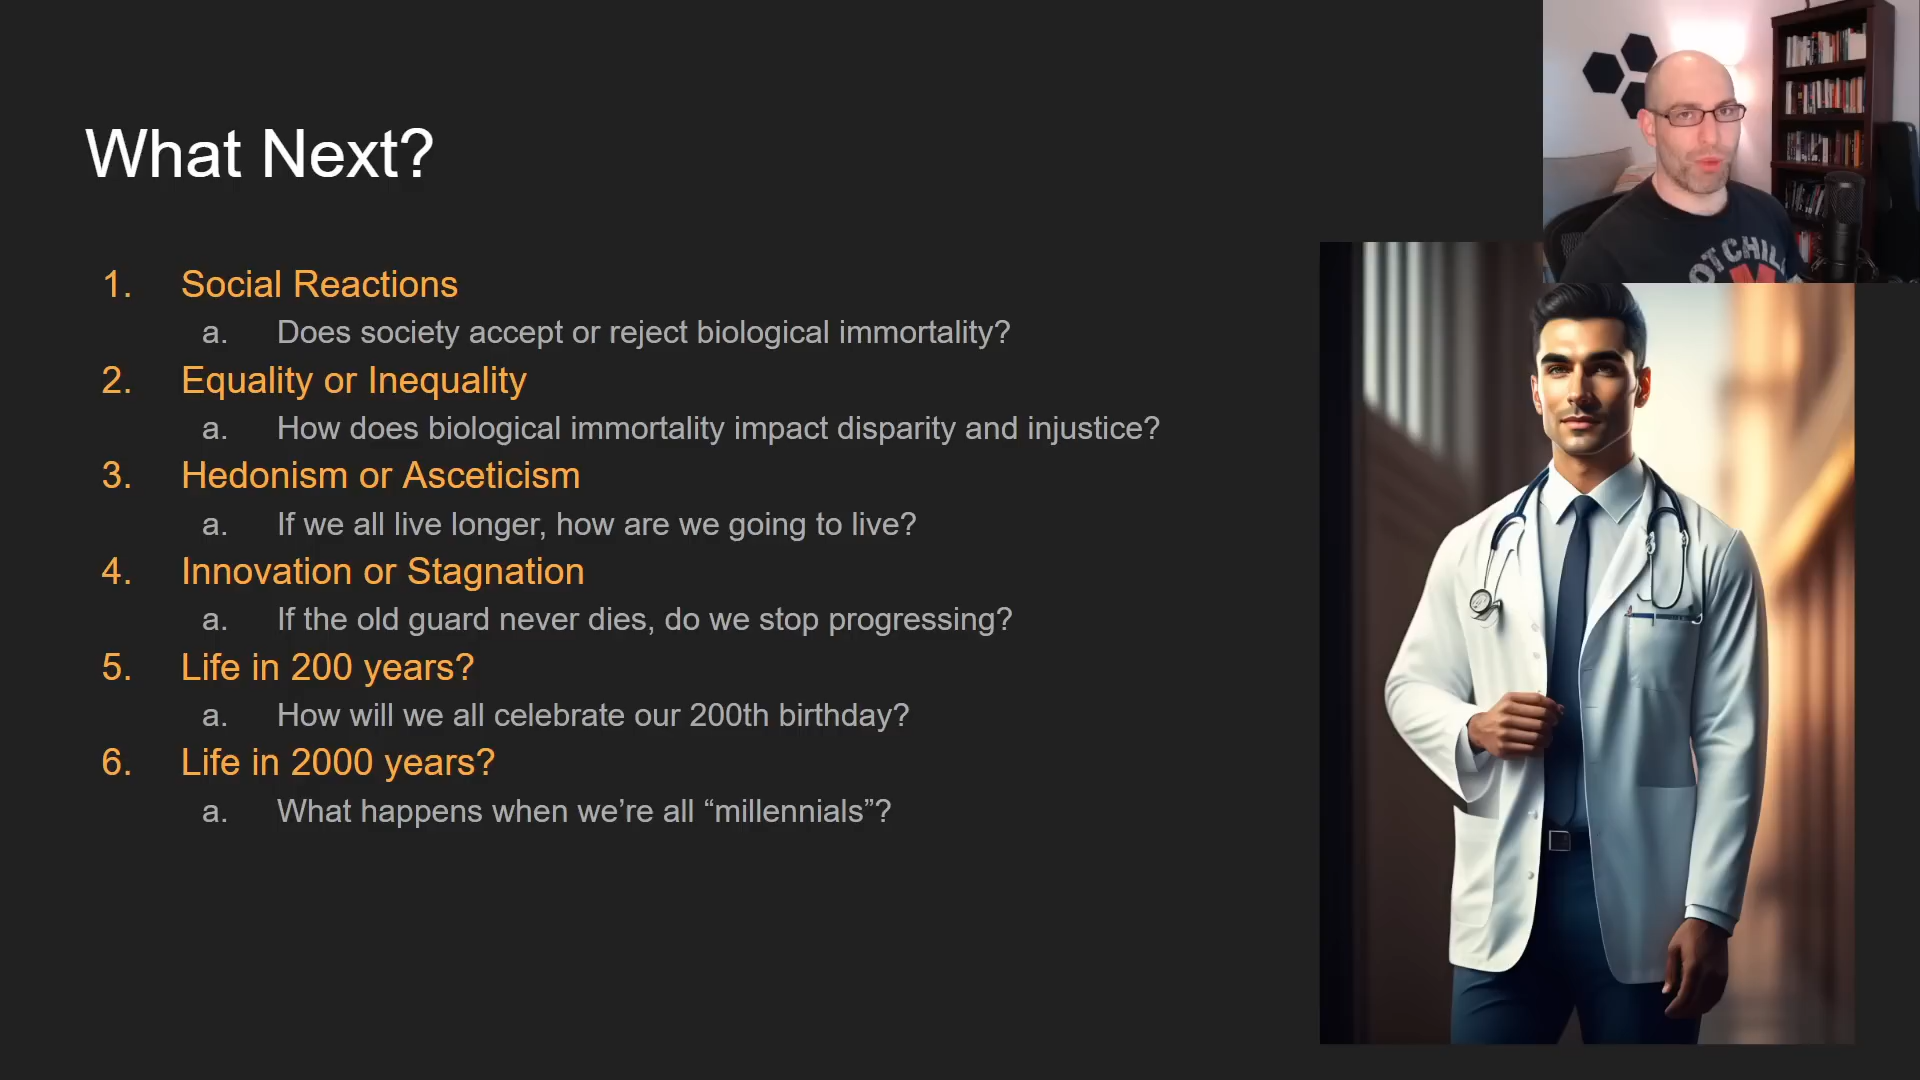 What Next?
1. Social Reactions
a. Does society accept or reject biological immortality?
2. Equality or Inequality
a. How does biological immortality impact disparity and injustice?
3. Hedonism or Asceticism
a. If we all live longer, how are we going to live?
4. Innovation or Stagnation
a. If the old guard never dies, do we stop progressing?
5. Life in 200 years?
a. How will we all celebrate our 200th birthday?
6. Life in 2000 years?
a. What happens when we’re all “millennials”?
OT CHIL